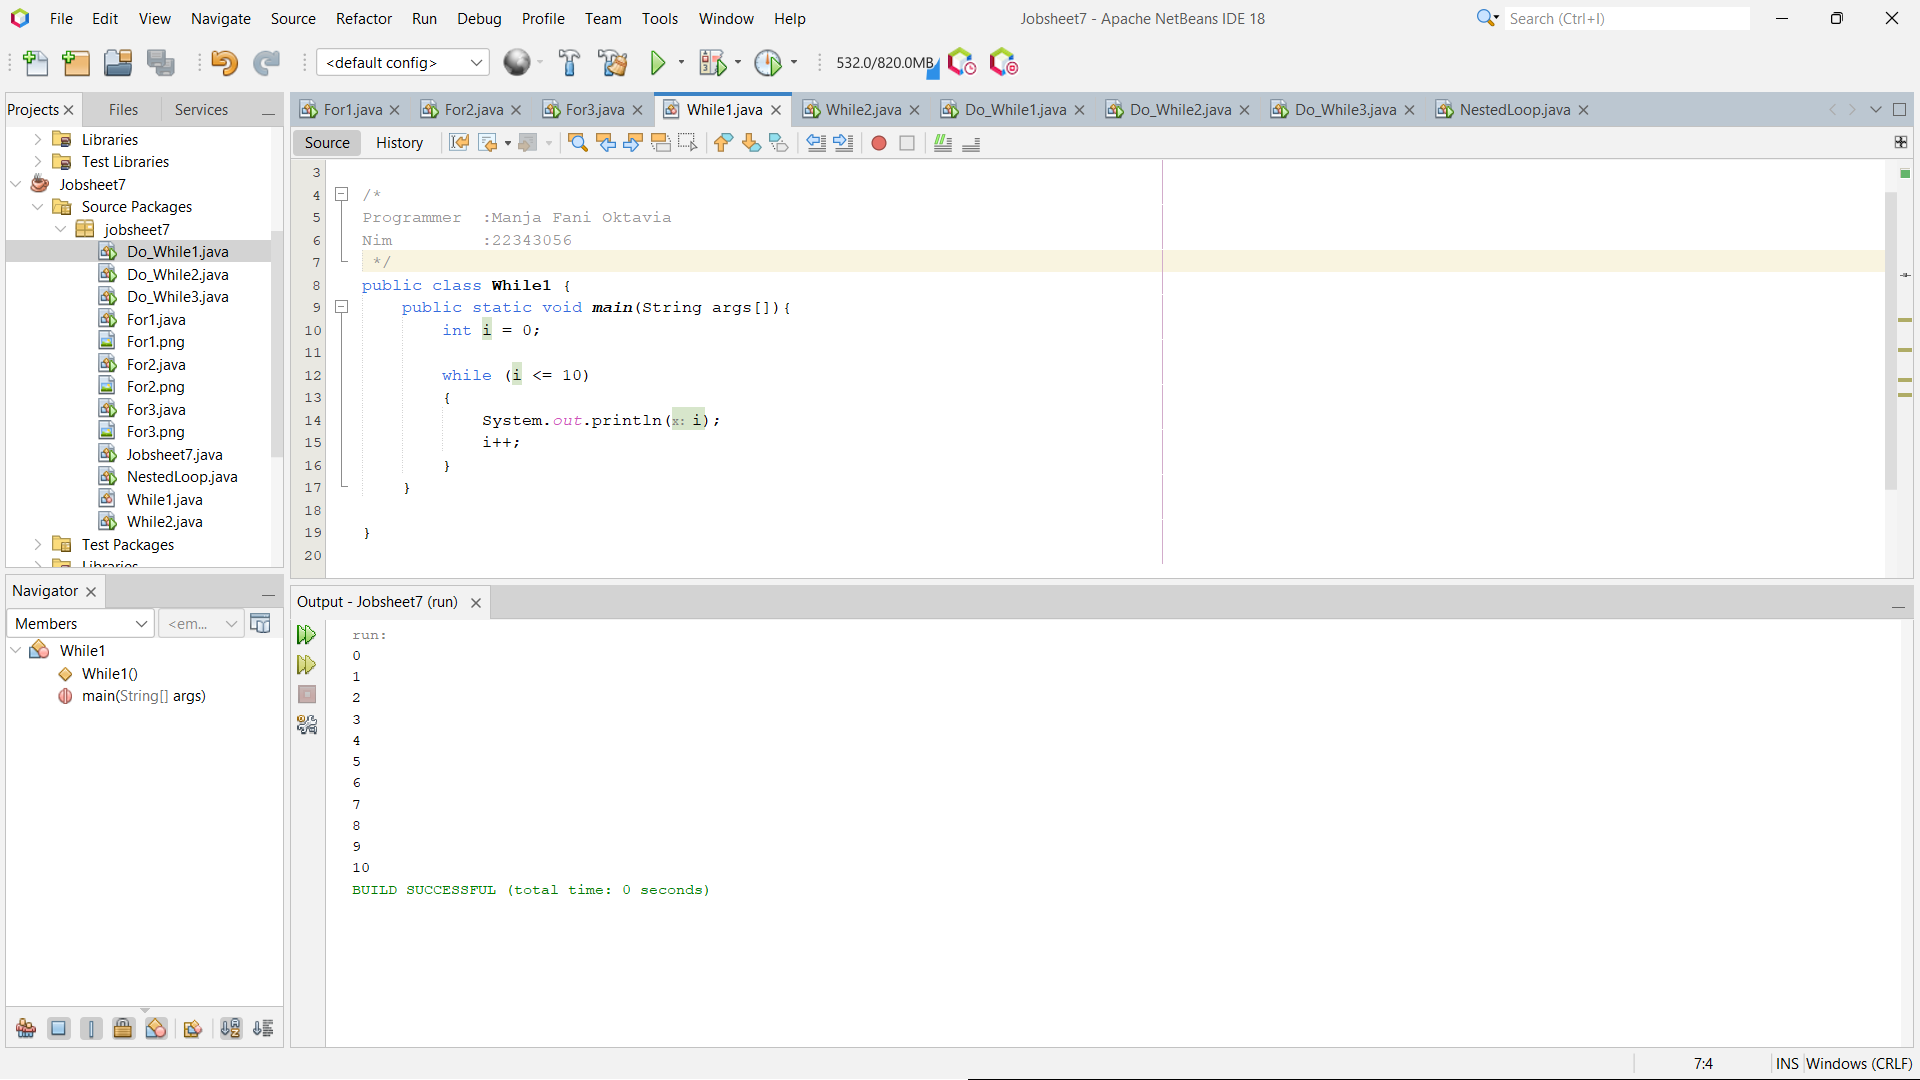 File Edit View Navigate Source Refactor Run Debug Profile Team Tools Window Help
Jobsheet7 - Apache NetBeans IDE 18
Search (Ctrl+I)
<default config>
532.0/820.0MB
Projects Files Services
For1.java For2.java For3.java While1.java While2.java Do_While1.java Do_While2.java Do_While3.java NestedLoop.java
Source History
Libraries
Test Libraries
Jobsheet7
Source Packages
jobsheet7
Do_While1.java
Do_While2.java
Do_While3.java
For1.java
For1.png
For2.java
For2.png
For3.java
For3.png
Jobsheet7.java
NestedLoop.java
While1.java
While2.java
Test Packages
Libraries
3
4 /*
5 Programmer :Manja Fani Oktavia
6 Nim :22343056
7 */
8 public class While1 {
9 public static void main(String args[]){
10 int i = 0;
11
12 while (i <= 10)
13 {
14 System.out.println(x: i);
15 i++;
16 }
17 }
18
19 }
20
Navigator
Members <em...
While1
While1()
main(String[] args)
Output - Jobsheet7 (run)
run:
0
1
2
3
4
5
6
7
8
9
10
BUILD SUCCESSFUL (total time: 0 seconds)
7:4 INS Windows (CRLF)